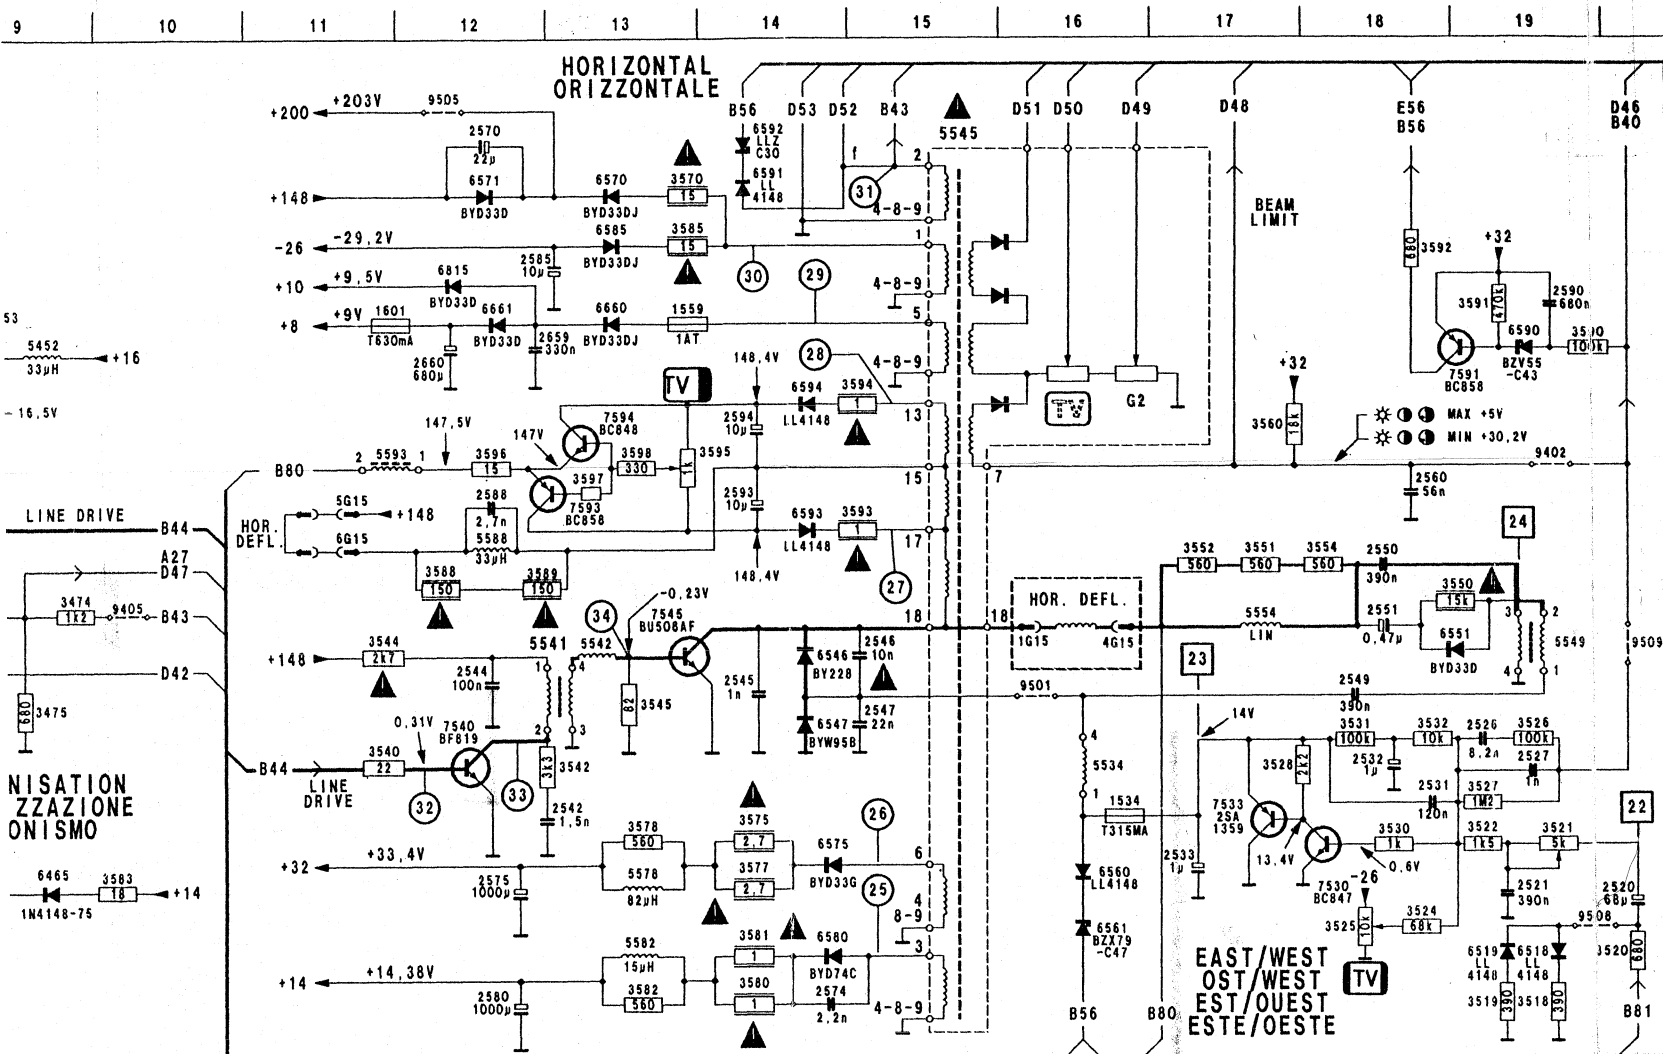 9 10 11 12 13 14 15 16 17 18 19
HORIZONTAL
ORIZZONTALE
B56 D53 D52 B43 5545 D51 D50 D49 D48 E56 D46
B56 B40
+200 +203V 9505
2570
22µ
+148 6571
BYD33D
6570
BYD33DJ
3570
15
6592
LLZ
C30
6591
LL
4148
f
31
2
4-8-9
-26 -29,2V
2585
10µ
6585
BYD33DJ
3585
15
30
1
4-8-9
+10 +9,5V
6815
BYD33D
+8 +9V
1601
T630mA
2660
680µ
6661
BYD33D
2659
330n
6660
BYD33DJ
1559
1AT
29
5
4-8-9
53
5452
33µH
+16
- 16,5V
TV
148,4V
28
6594
LL4148
3594
1
13
2594
10µ
147,5V
147V
7594
BC848
B80
2 5593 1
3596
15
3598
330
3597
7593
BC858
3595
1k
2593
10µ
15
6593
LL4148
3593
1
17
148,4V
27
LINE DRIVE B44
HOR.
DEFL.
5G15
+148
6G15
2588
2,7n
5588
33µH
3588
150
3589
150
A27
D47
3474
1k2
9405
B43
D42
680
3475
+148
3544
2k7
2544
100n
5541
1 4
2 3
34
5542
-0,23V
7545
BU508AF
82
3545
2545
1n
6546
BY228
2546
10n
6547
BYW95B
2547
22n
18 18
0,31V
7540
BF819
B44
LINE
DRIVE
3540
22
32
33
3k3
3542
2542
1,5n
NISATION
ZZAZIONE
ONISMO
6465
1N4148-75
3583
18
+14
+32 +33,4V
2575
1000µ
3578
560
5578
82µH
3575
2,7
3577
2,7
6575
BYD33G
26
6
4
8-9
25
3
+14 +14,38V
2580
1000µ
5582
15µH
3582
560
3581
1
3580
1
6580
BYD74C
2574
2,2n
4-8-9
BEAM
LIMIT
TV
G2
7
680
3592
+32
3591
470k
2590
680n
6590
BZV55
-C43
3590
100k
7591
BC858
+32
3560
18k
MAX +5V
MIN +30,2V
9402
2560
56n
24
HOR. DEFL.
1G15 4G15
3552
560
3551
560
3554
560
2550
390n
5554
LIN
2551
0,47µ
3550
15k
6551
BYD33D
3 2
4 1
5549
9509
23
9501
2549
390n
14V
4
5534
1
1534
T315MA
6560
LL4148
6561
BZX79
-C47
2533
1µ
3528
2k2
7533
2SA
1359
13,4V
3531
100k
2532
1µ
3532
10k
2531
120n
2526
8,2n
3526
100k
2527
1n
3527
1M2
3530
1k
0,6V
7530
BC847
3522
1k5
3521
5k
22
-26
3525
10k
3524
68k
TV
2521
390n
2520
68µ
9508
6519
LL
4148
6518
LL
4148
3519
390
3518
390
3520
680
B81
EAST/WEST
OST/WEST
EST/OUEST
ESTE/OESTE
B56 B80